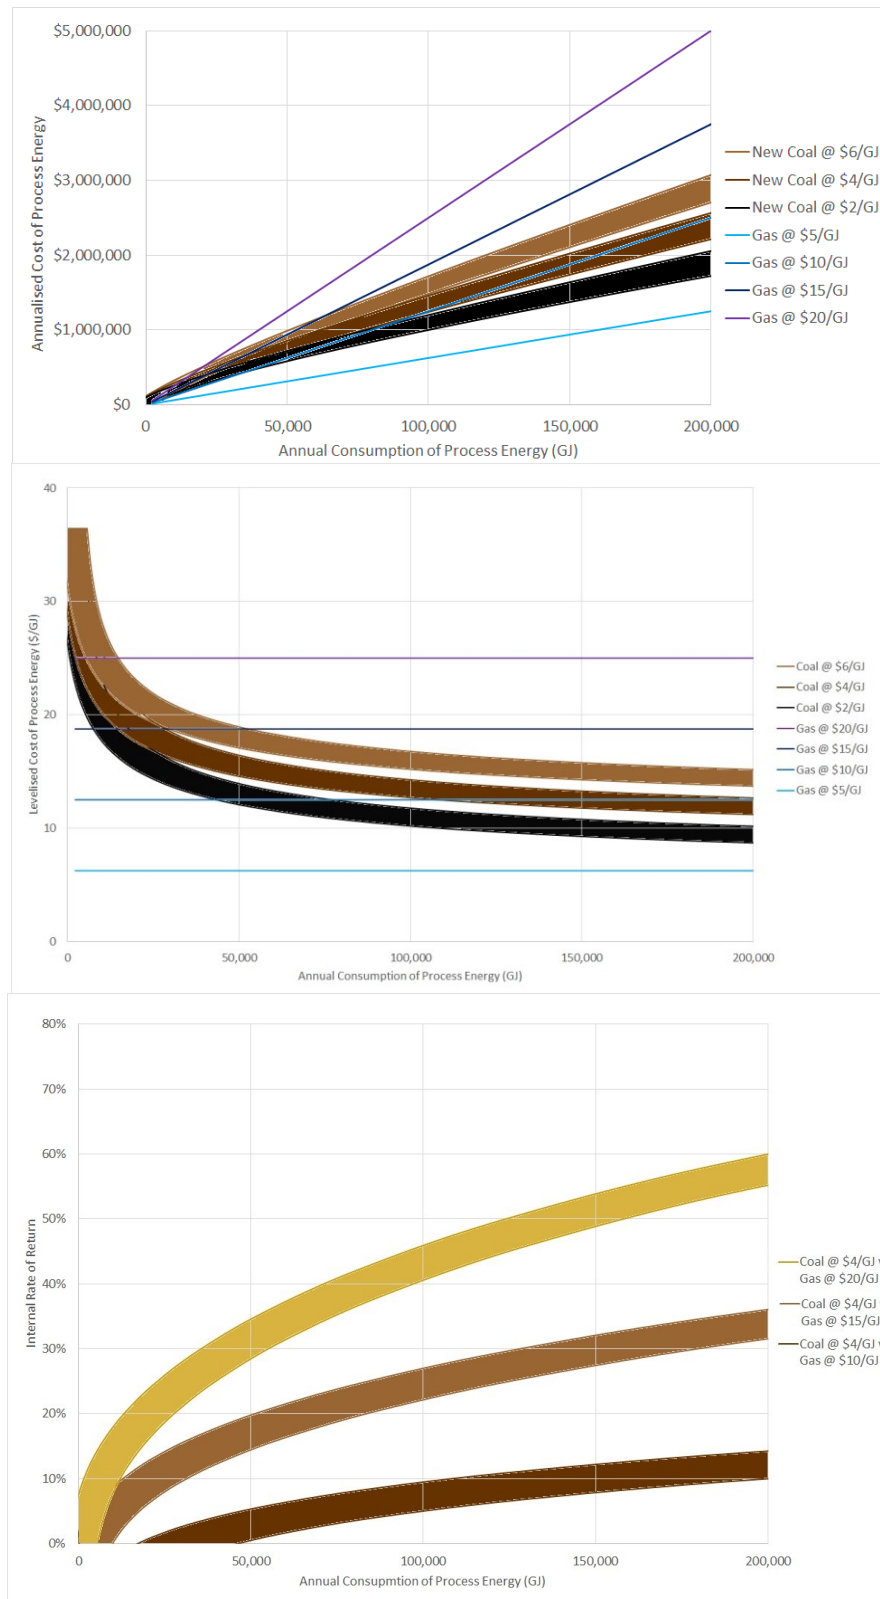 $5,000,000
$4,000,000
$3,000,000
$2,000,000
$1,000,000
$0
Annualised Cost of Process Energy
0
50,000
100,000
150,000
200,000
Annual Consumption of Process Energy (GJ)
New Coal @ $6/GJ
New Coal @ $4/GJ
New Coal @ $2/GJ
Gas @ $5/GJ
Gas @ $10/GJ
Gas @ $15/GJ
Gas @ $20/GJ
40
30
20
10
0
Levelised Cost of Process Energy ($/GJ)
0
50,000
100,000
150,000
200,000
Annual Consumption of Process Energy (GJ)
Coal @ $6/GJ
Coal @ $4/GJ
Coal @ $2/GJ
Gas @ $20/GJ
Gas @ $15/GJ
Gas @ $10/GJ
Gas @ $5/GJ
80%
70%
60%
50%
40%
30%
20%
10%
0%
Internal Rate of Return
0
50,000
100,000
150,000
200,000
Annual Consupmtion of Process Energy (GJ)
Coal @ $4/GJ
Gas @ $20/GJ
Coal @ $4/GJ
Gas @ $15/GJ
Coal @ $4/GJ
Gas @ $10/GJ